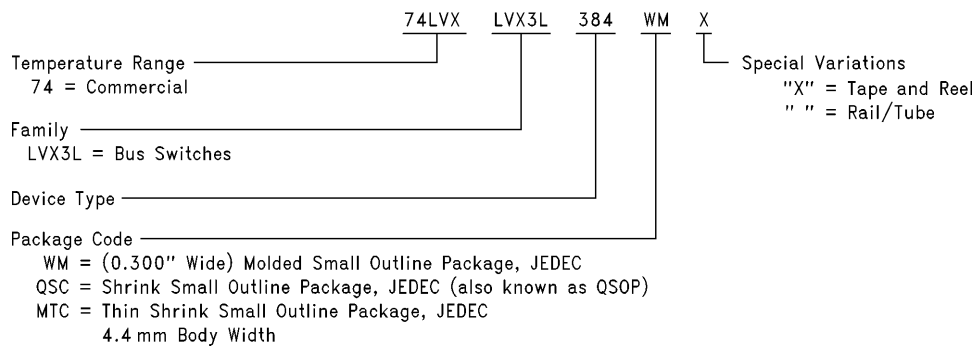 74LVX LVX3L 384 WM X
Temperature Range
74 = Commercial
Special Variations
"X" = Tape and Reel
" " = Rail/Tube
Family
LVX3L = Bus Switches
Device Type
Package Code
WM = (0.300" Wide) Molded Small Outline Package, JEDEC
QSC = Shrink Small Outline Package, JEDEC (also known as QSOP)
MTC = Thin Shrink Small Outline Package, JEDEC
4.4 mm Body Width